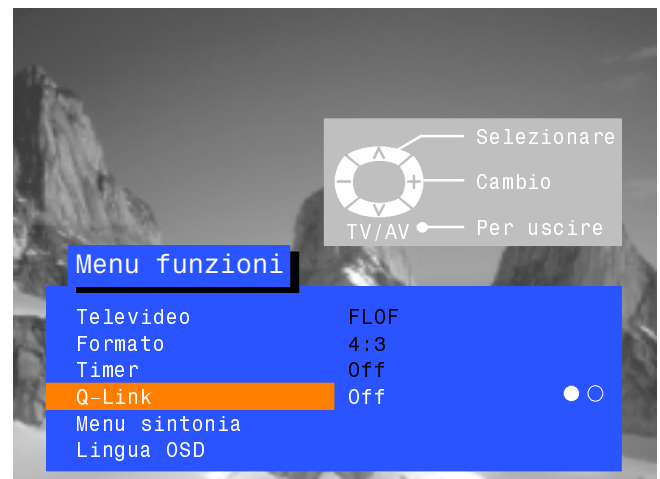 Selezionare
Cambio
TV/AV Per uscire
Menu funzioni
Televideo FLOF
Formato 4:3
Timer Off
Q-Link Off
Menu sintonia
Lingua OSD